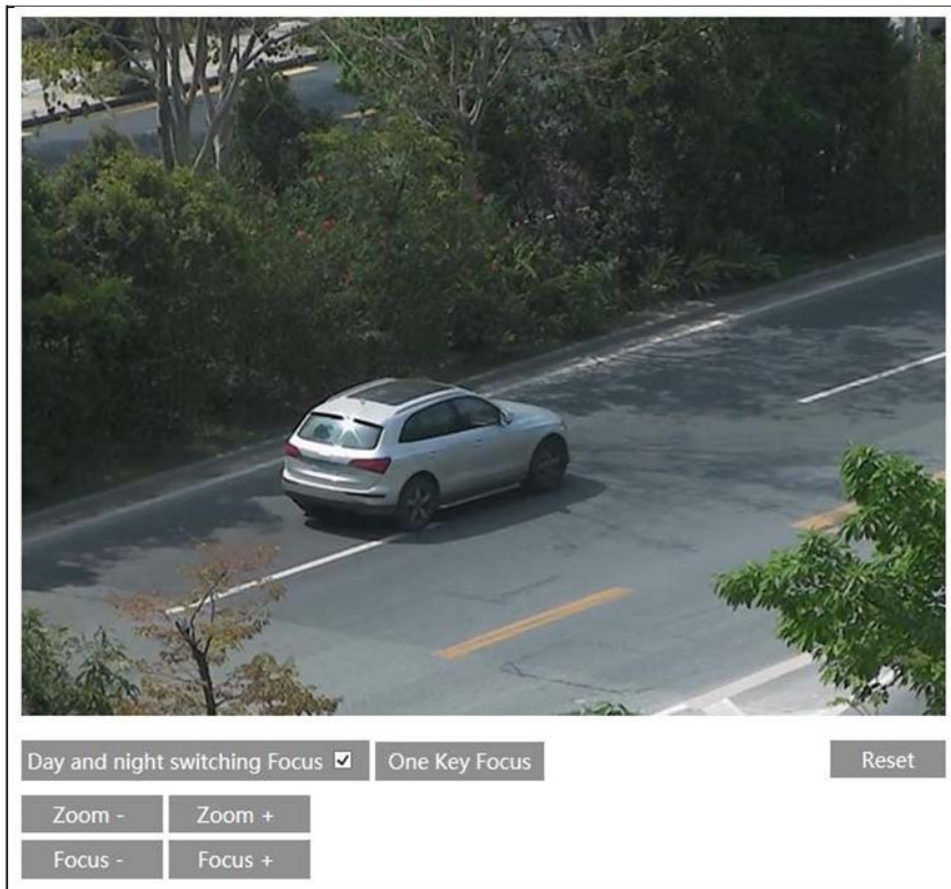 Day and night switching Focus One Key Focus Reset
Zoom - Zoom +
Focus - Focus +